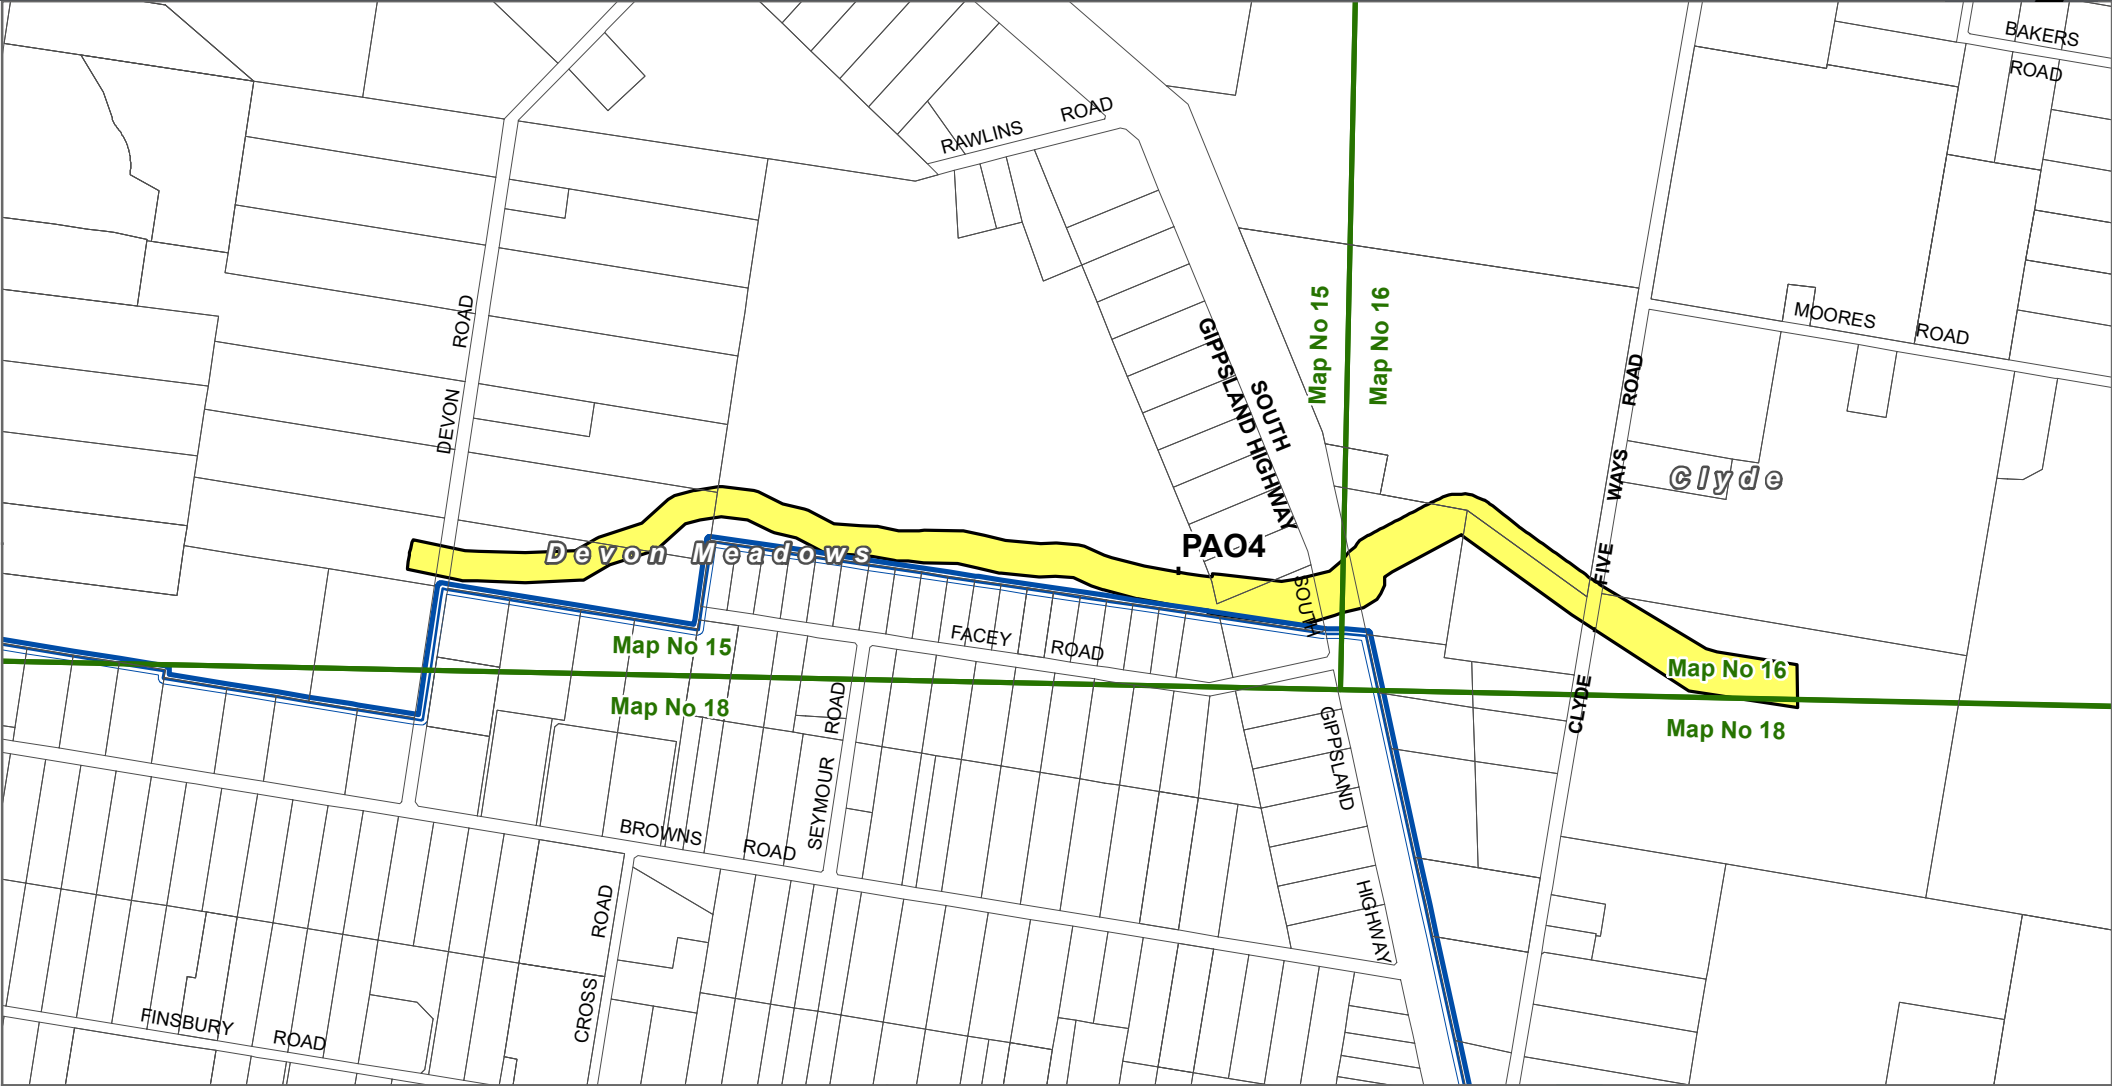 BAKERS
ROAD
RAWLINS ROAD
DEVON ROAD
SOUTH
GIPPSLAND HIGHWAY
Map No 15
Map No 16
MOORES ROAD
CLYDE FIVE WAYS ROAD
Clyde
PAO4
Devon Meadows
SOUTH GIPPSLAND HIGHWAY
FACEY ROAD
Map No 15
Map No 18
Map No 16
Map No 18
SEYMOUR ROAD
BROWNS ROAD
CROSS ROAD
FINSBURY ROAD